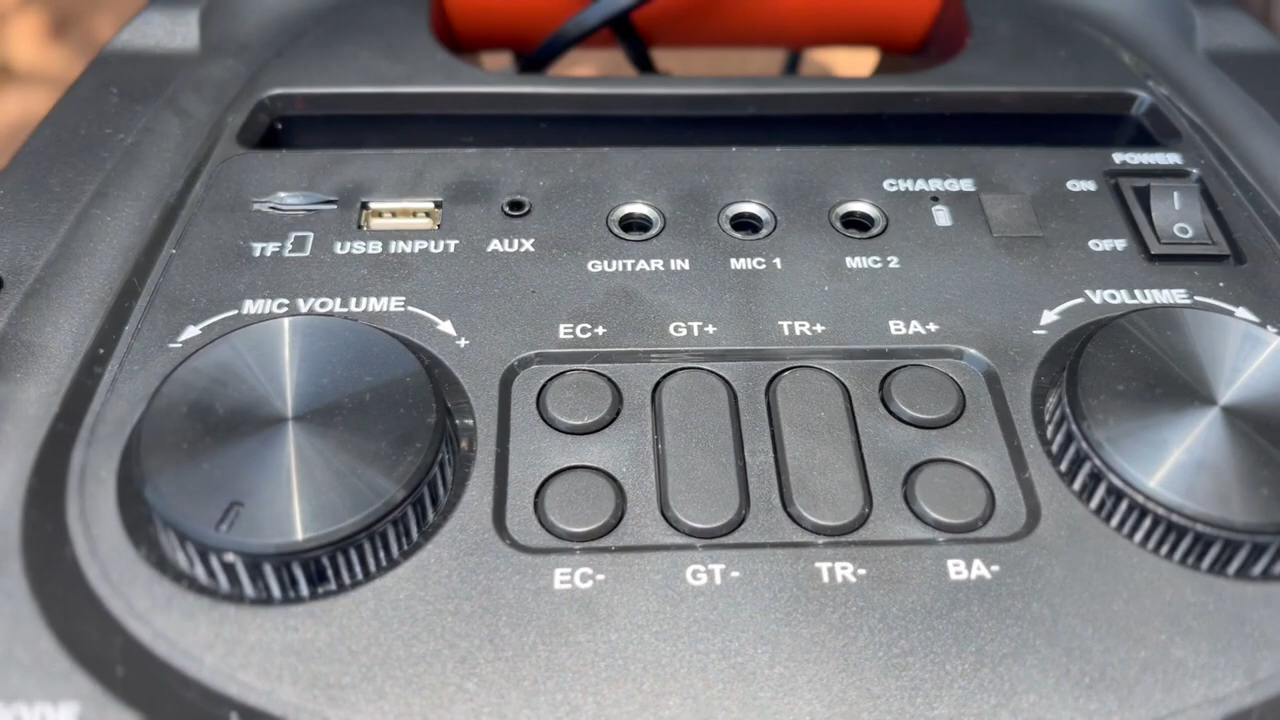 POWER
CHARGE
ON
TF
USB INPUT
AUX
GUITAR IN
MIC 1
MIC 2
OFF
I
O
- MIC VOLUME +
- VOLUME
EC+
GT+
TR+
BA+
EC-
GT-
TR-
BA-